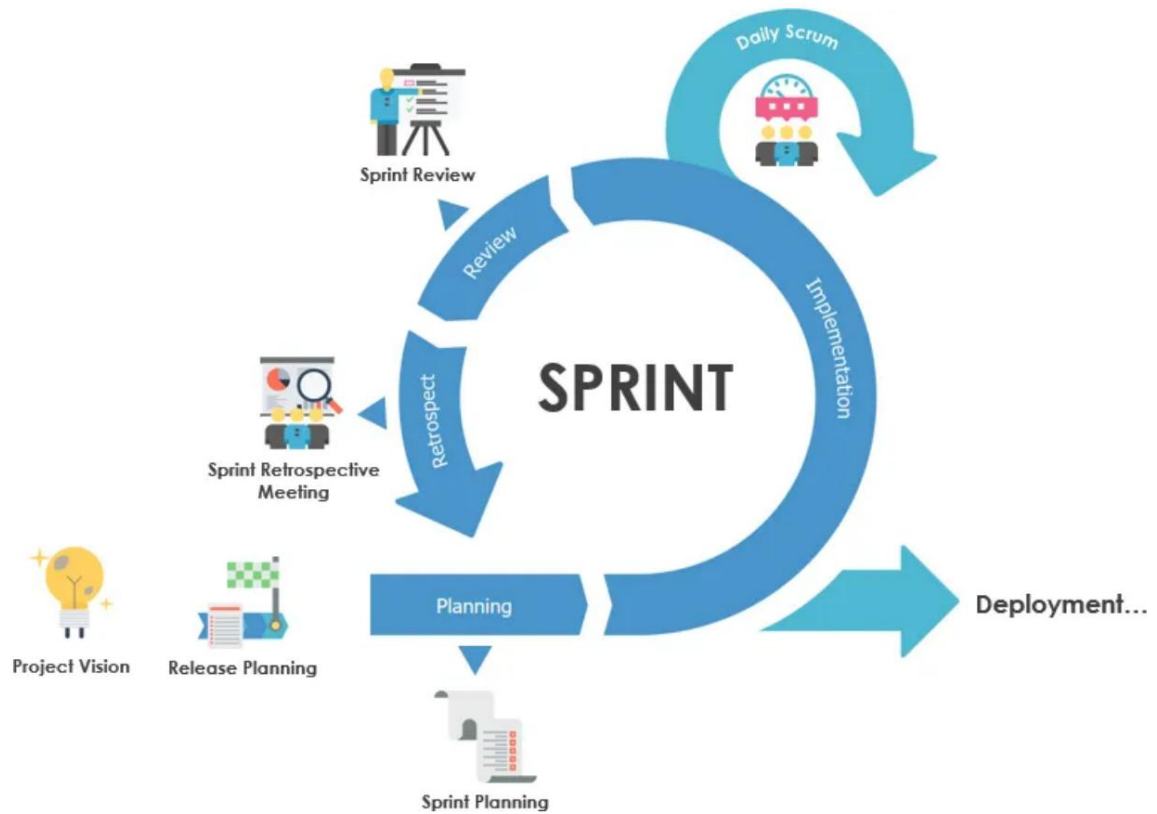 Daily Scrum
Sprint Review
Review
Implementation
SPRINT
Retrospect
Sprint Retrospective
Meeting
Planning
Deployment...
Project Vision
Release Planning
Sprint Planning